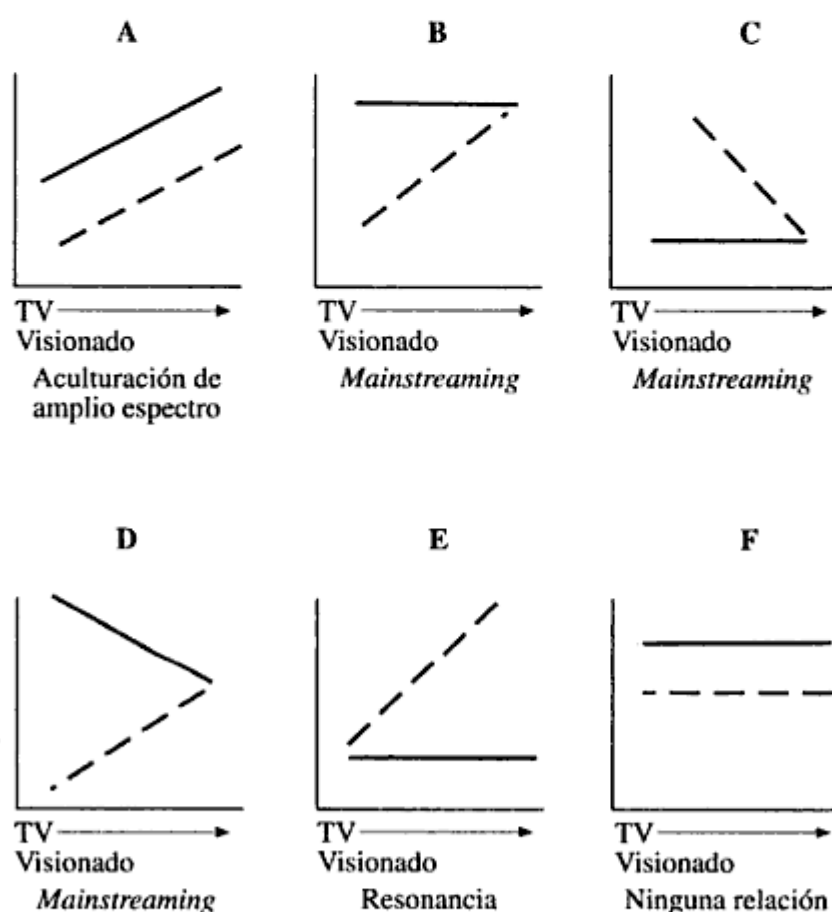 A
B
C
TV
Visionado
Aculturación de
amplio espectro
TV
Visionado
Mainstreaming
TV
Visionado
Mainstreaming
D
E
F
TV
Visionado
Mainstreaming
TV
Visionado
Resonancia
TV
Visionado
Ninguna relación